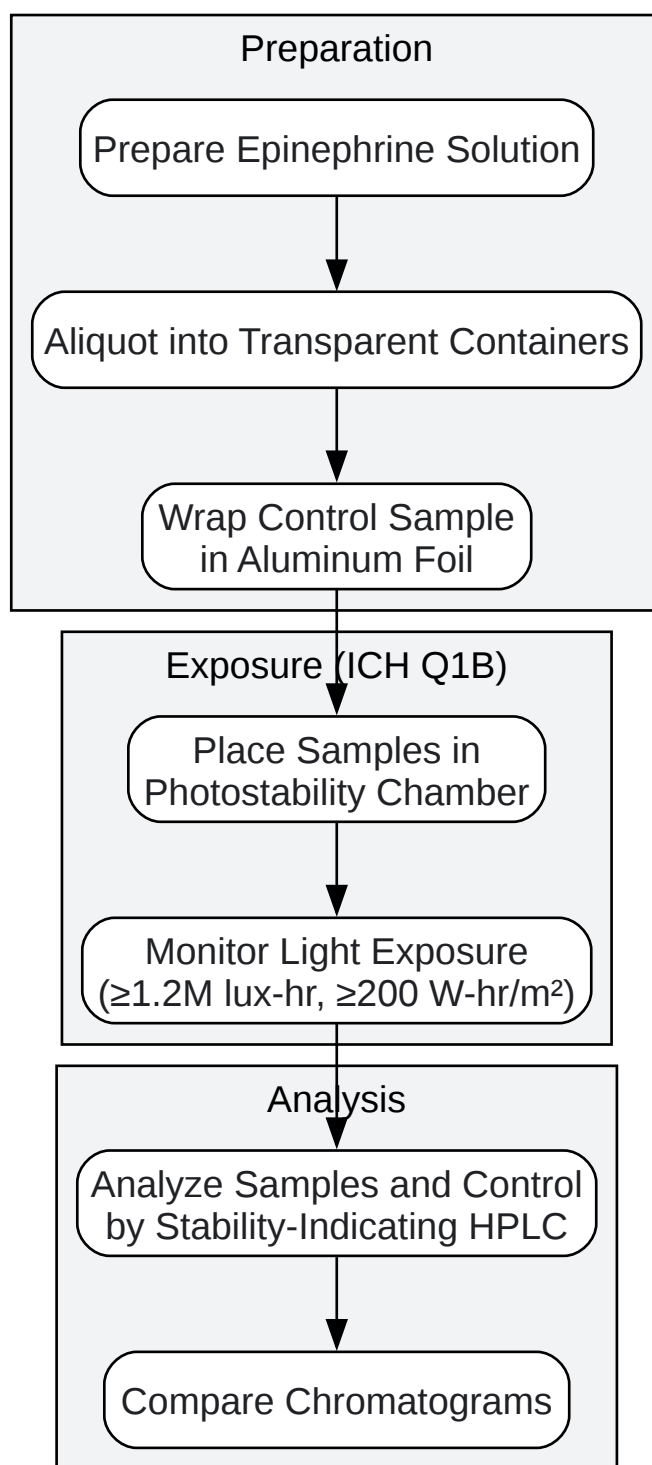 Preparation
Prepare Epinephrine Solution
Aliquot into Transparent Containers
Wrap Control Sample
in Aluminum Foil
Exposure (ICH Q1B)
Place Samples in
Photostability Chamber
Monitor Light Exposure
(≥1.2M lux-hr, ≥200 W-hr/m²)
Analysis
Analyze Samples and Control
by Stability-Indicating HPLC
Compare Chromatograms